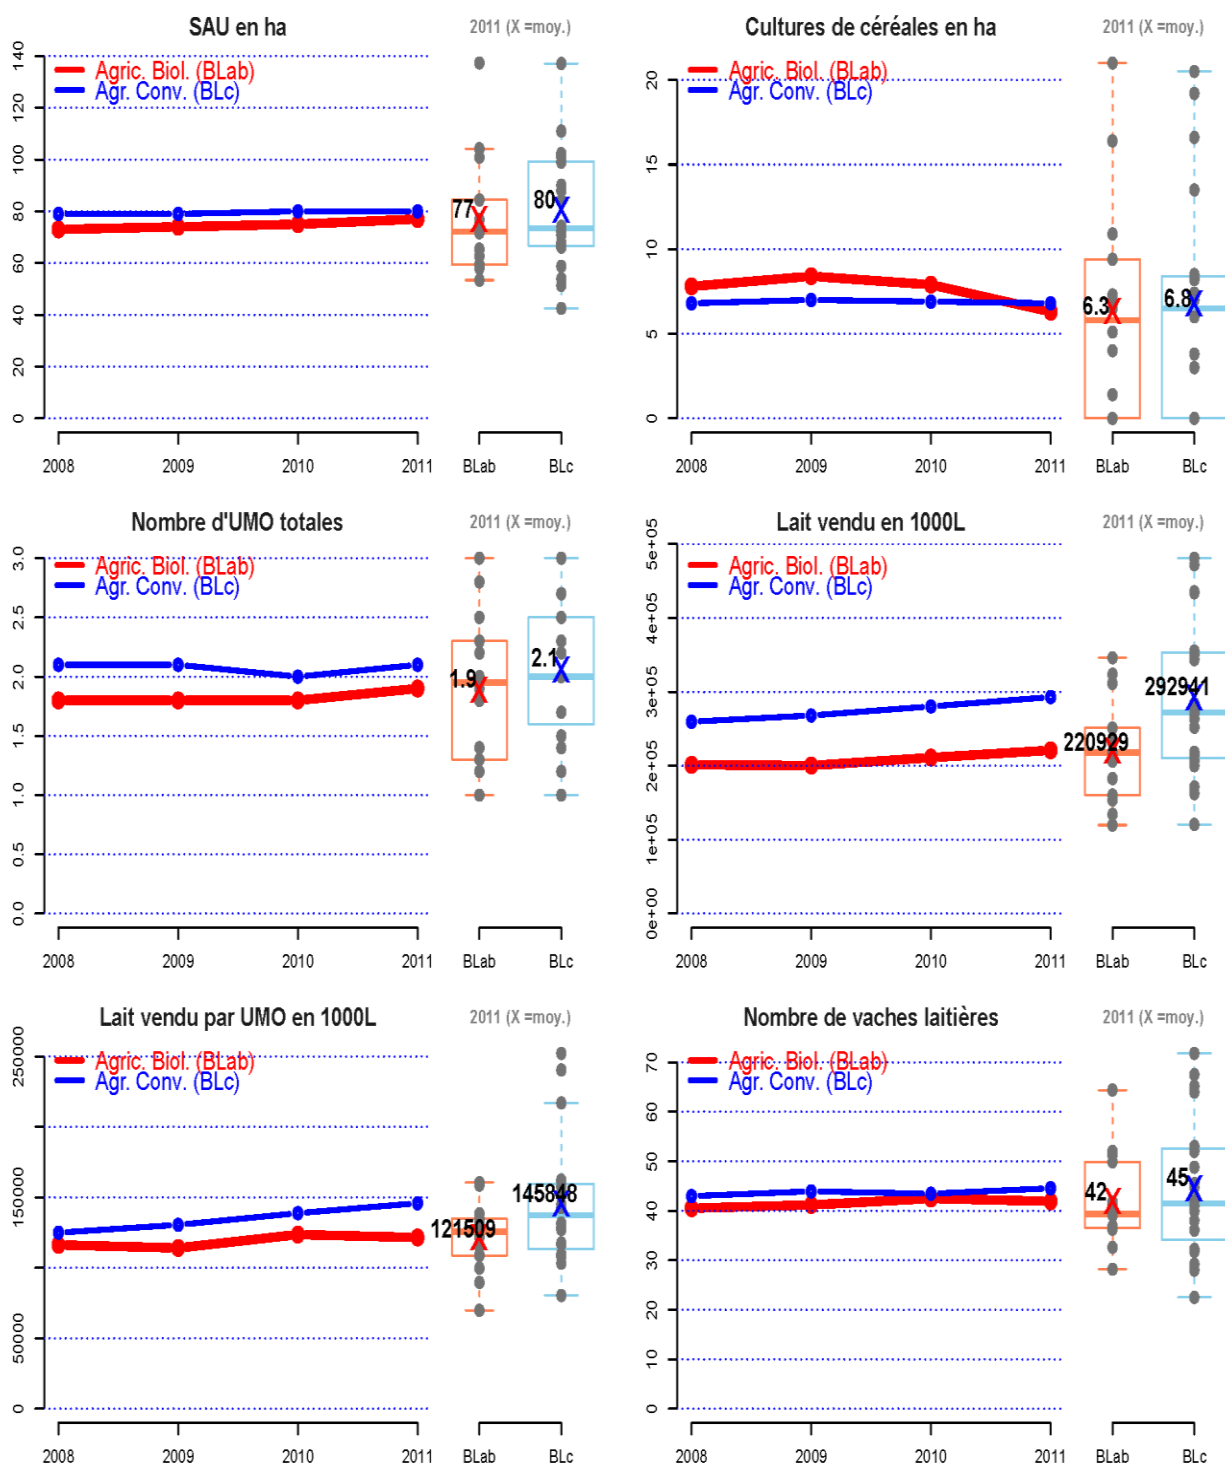 SAU en ha
2011 (X =moy.)
Agric. Biol. (BLab)
Agr. Conv. (BLc)
140
120
100
80
60
40
20
0
77
80
2008 2009 2010 2011 BLab BLc
Cultures de céréales en ha
2011 (X =moy.)
Agric. Biol. (BLab)
Agr. Conv. (BLc)
20
15
10
5
0
6.3
6.8
2008 2009 2010 2011 BLab BLc
Nombre d'UMO totales
2011 (X =moy.)
Agric. Biol. (BLab)
Agr. Conv. (BLc)
3.0
2.5
2.0
1.5
1.0
0.5
0.0
1.9
2.1
2008 2009 2010 2011 BLab BLc
Lait vendu en 1000L
2011 (X =moy.)
Agric. Biol. (BLab)
Agr. Conv. (BLc)
5e+05
4e+05
3e+05
2e+05
1e+05
0e+00
220929
292941
2008 2009 2010 2011 BLab BLc
Lait vendu par UMO en 1000L
2011 (X =moy.)
Agric. Biol. (BLab)
Agr. Conv. (BLc)
250000
150000
50000
0
121509
145848
2008 2009 2010 2011 BLab BLc
Nombre de vaches laitières
2011 (X =moy.)
Agric. Biol. (BLab)
Agr. Conv. (BLc)
70
60
50
40
30
20
10
0
42
45
2008 2009 2010 2011 BLab BLc